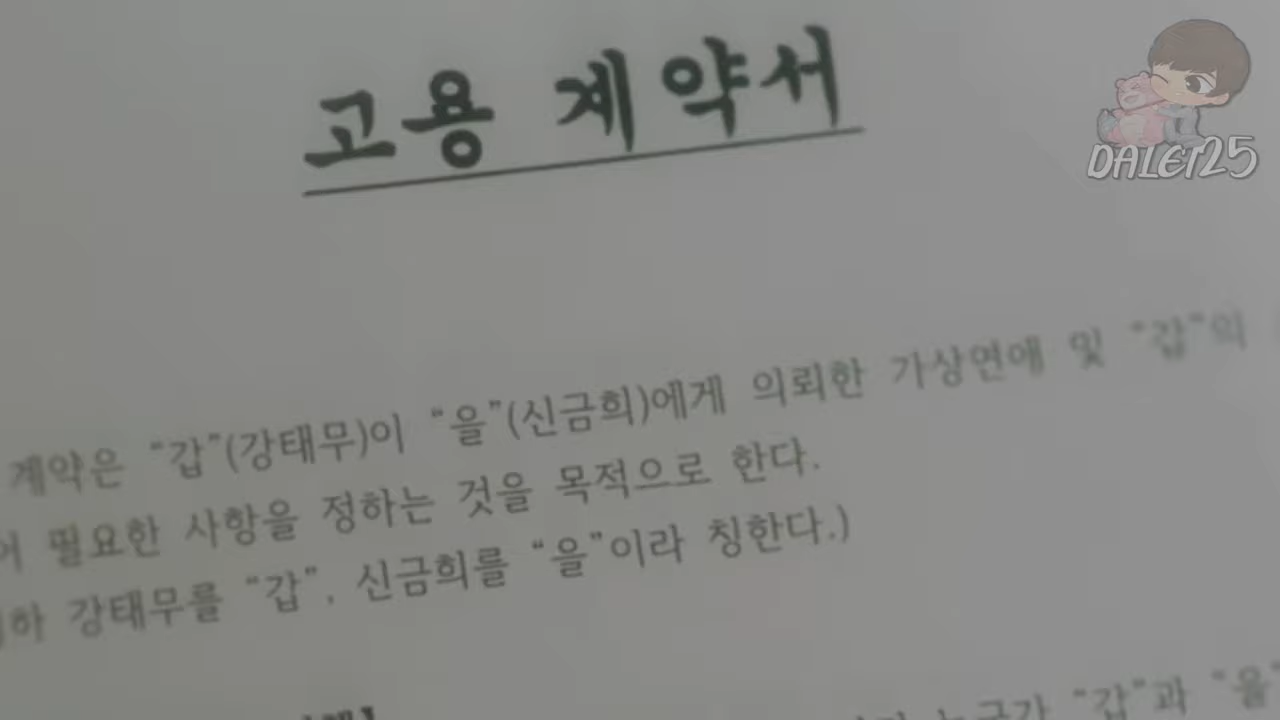 고용 계약서
DALET25
계약은 “갑”(강태무)이 “을”(신금희)에게 의뢰한 가상연애 및 “갑”의
필요한 사항을 정하는 것을 목적으로 한다.
강태무를 “갑”, 신금희를 “을”이라 칭한다.)
누군가 “갑”과 “을”